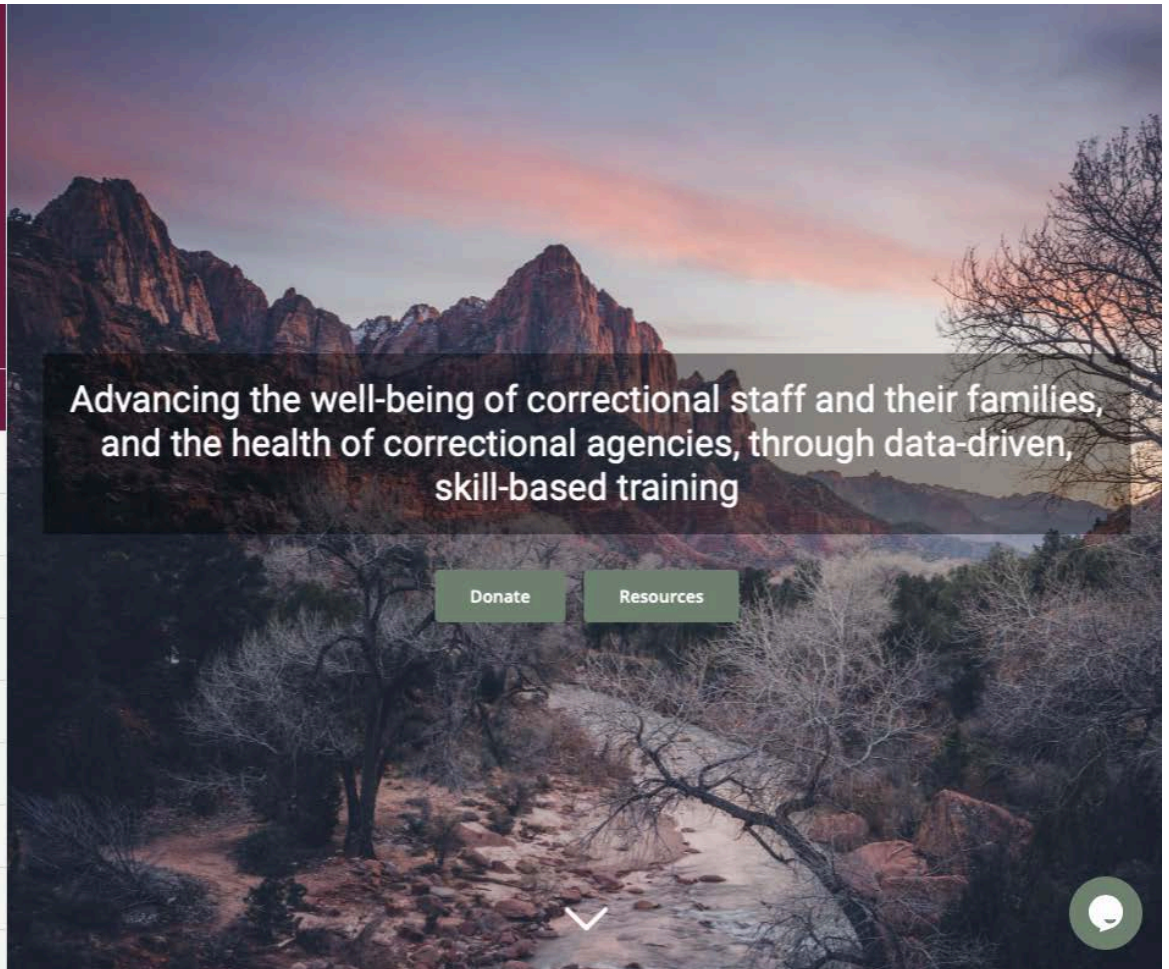 Advancing the well-being of correctional staff and their families,
and the health of correctional agencies, through data-driven,
skill-based training
Donate
Resources